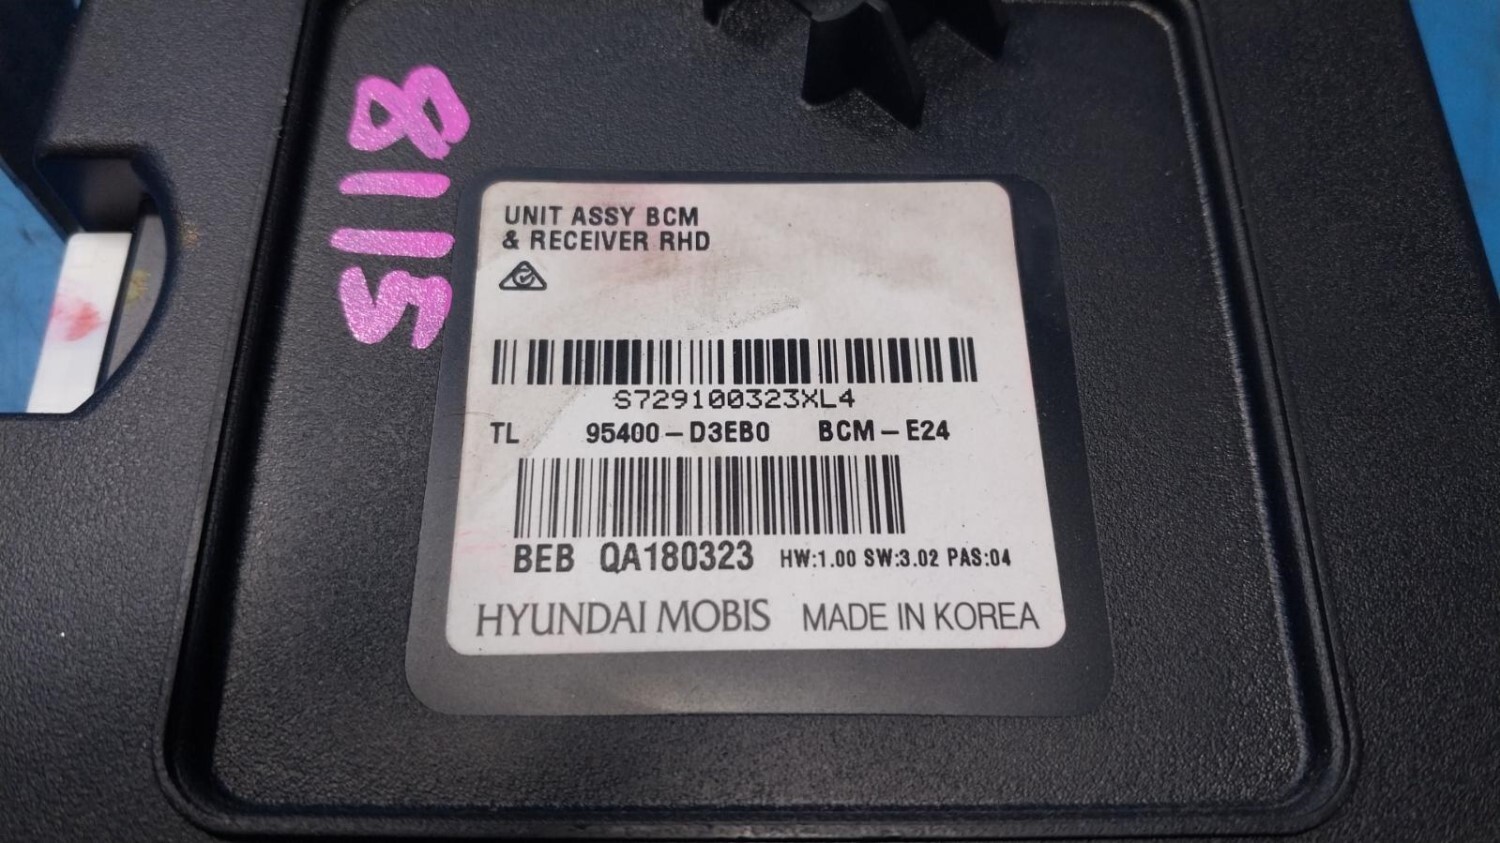 S1118
UNIT ASSY BCM
& RECEIVER RHD
S729100323XL4
TL 95400-D3EB0 BCM-E24
BEB QA180323 HW:1.00 SW:3.02 PAS:04
HYUNDAI MOBIS MADE IN KOREA